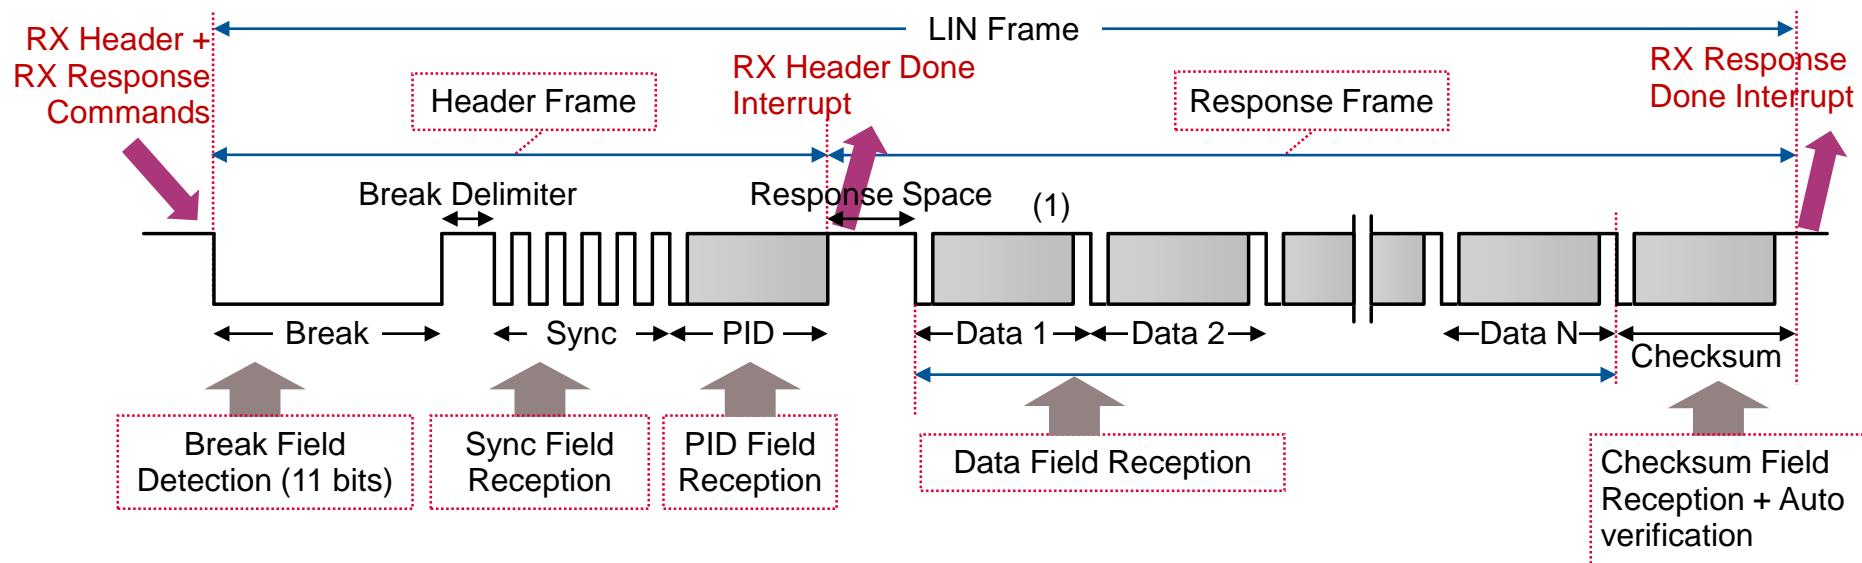 LIN Frame
RX Header +
RX Response
Commands
RX Header Done
Interrupt
RX Response
Done Interrupt
Header Frame
Response Frame
Break Delimiter
Response Space
(1)
Break
Sync
PID
Data 1
Data 2
Data N
Checksum
Break Field
Detection (11 bits)
Sync Field
Reception
PID Field
Reception
Data Field Reception
Checksum Field
Reception + Auto
verification